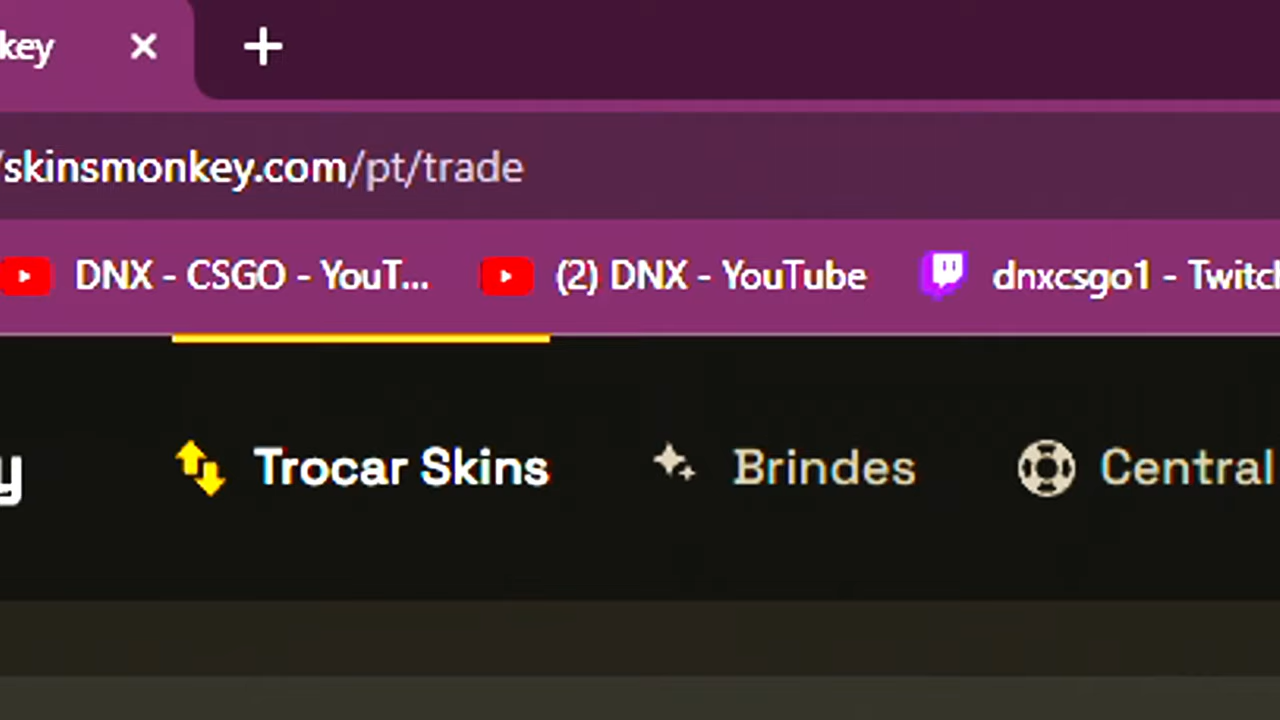 key
/skinsmonkey.com/pt/trade
DNX - CSGO - YouT... (2) DNX - YouTube dnxcsgo1 - Twitch
y Trocar Skins Brindes Central